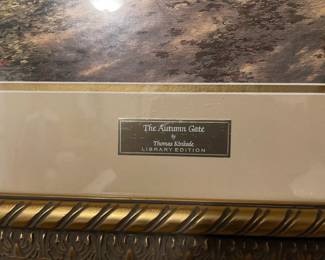 The Autumn Gate
by
Thomas Kinkade
LIBRARY EDITION